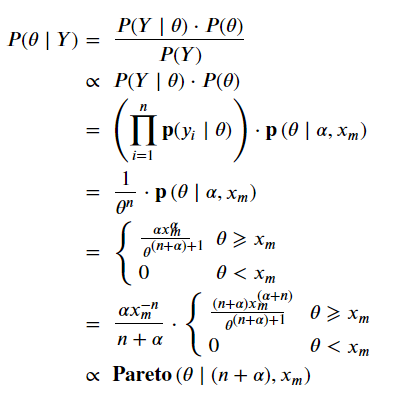 P(θ | Y) = P(Y | θ) · P(θ) / P(Y)
∝ P(Y | θ) · P(θ)
= (∏_{i=1}^{n} p(y_i | θ)) · p(θ | α, x_m)
= 1/θ^n · p(θ | α, x_m)
= { αx_m^α / θ^{(n+α)+1} θ ⩾ x_m
0 θ < x_m
= αx_m^{-n} / (n + α) · { (n+α)x_m^{(α+n)} / θ^{(n+α)+1} θ ⩾ x_m
0 θ < x_m
∝ Pareto(θ | (n + α), x_m)